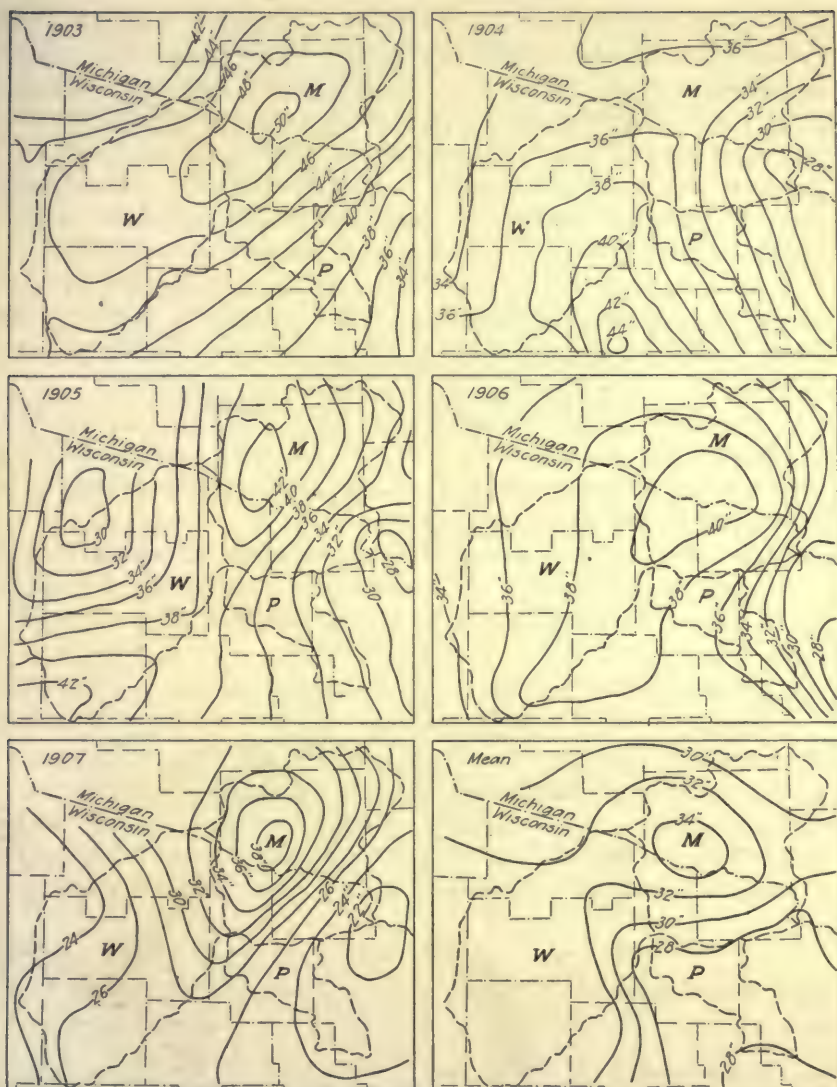 1903
42"
44"
46
48"
50"
M
Michigan
Wisconsin
46
44"
42"
40
38"
36"
34"
W
P
1904
36"
Michigan
Wisconsin
M
34"
32"
30"
28"
36"
38"
W
P
40"
34"
36"
42"
44"
1905
Michigan
Wisconsin
M
42"
40
38"
36"
34"
32"
30
28"
30"
32"
34"
36"
38"
W
P
42"
1906
Michigan
Wisconsin
M
40"
W
34"
36"
38"
38"
P
36"
34"
32"
30"
28"
1907
Michigan
Wisconsin
M
38"
36"
34"
32"
30"
26"
24"
22"
24
W
26
P
Mean
30"
32"
34"
Michigan
Wisconsin
M
32"
30"
28"
W
P
28"